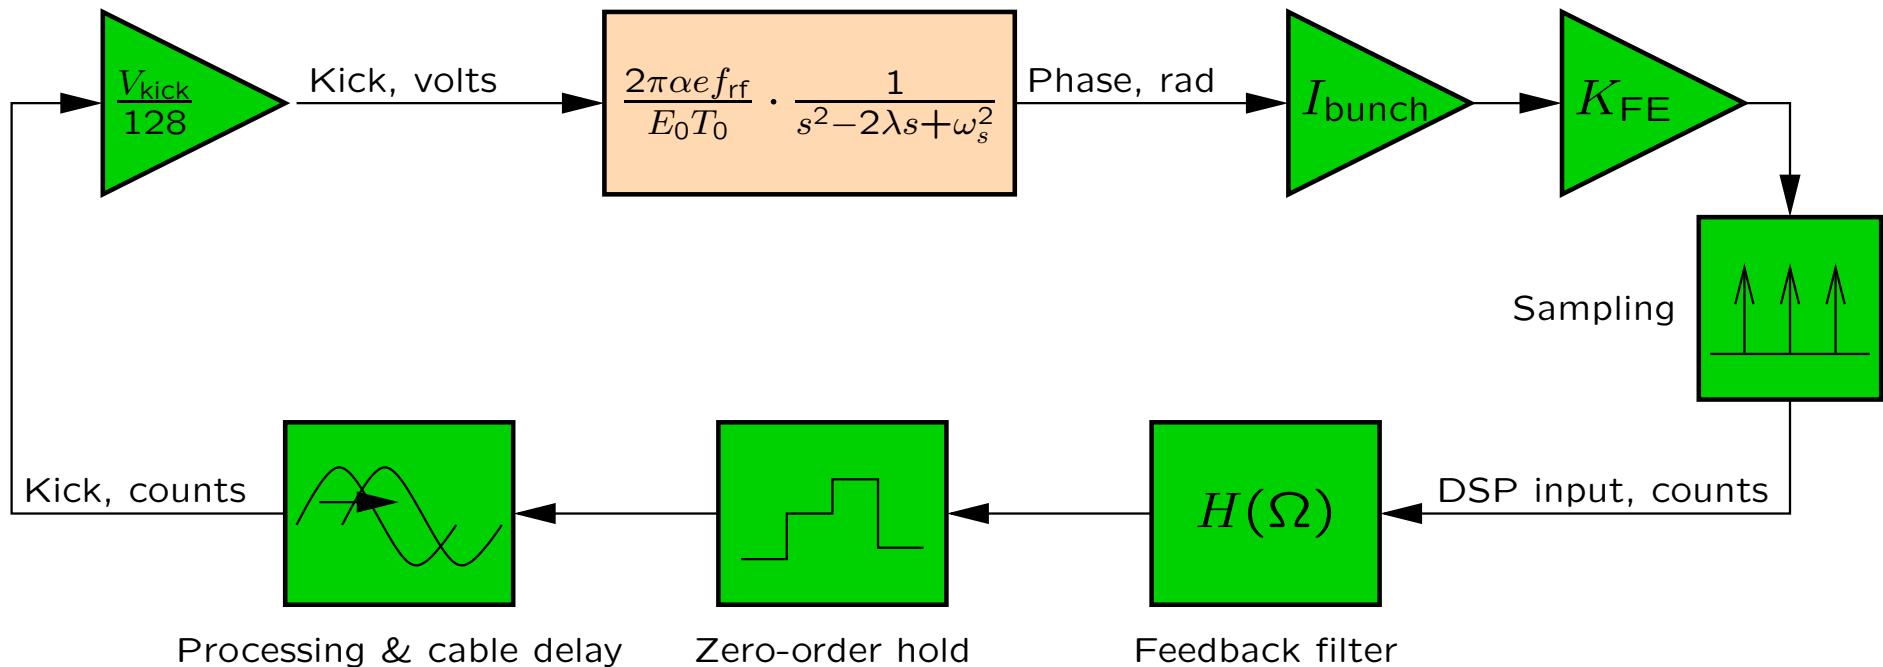 V_kick/128
Kick, volts
2παef_rf/E₀T₀ · 1/(s²−2λs+ω_s²)
Phase, rad
I_bunch
K_FE
Sampling
Kick, counts
H(Ω)
DSP input, counts
Processing & cable delay
Zero-order hold
Feedback filter